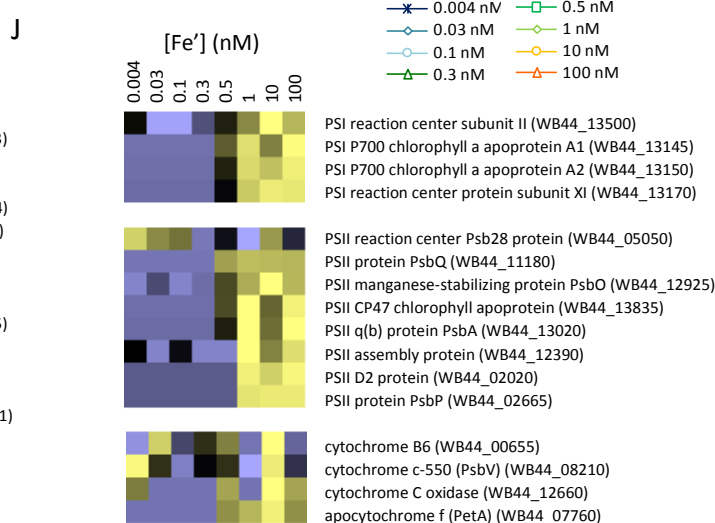 J
[Fe’] (nM)
0.004 nM
0.5 nM
0.03 nM
1 nM
0.1 nM
10 nM
0.3 nM
100 nM
0.004
0.03
0.1
0.3
0.5
1
10
100
PSI reaction center subunit II (WB44_13500)
PSI P700 chlorophyll a apoprotein A1 (WB44_13145)
PSI P700 chlorophyll a apoprotein A2 (WB44_13150)
PSI reaction center protein subunit XI (WB44_13170)
PSII reaction center Psb28 protein (WB44_05050)
PSII protein PsbQ (WB44_11180)
PSII manganese-stabilizing protein PsbO (WB44_12925)
PSII CP47 chlorophyll apoprotein (WB44_13835)
PSII q(b) protein PsbA (WB44_13020)
PSII assembly protein (WB44_12390)
PSII D2 protein (WB44_02020)
PSII protein PsbP (WB44_02665)
cytochrome B6 (WB44_00655)
cytochrome c-550 (PsbV) (WB44_08210)
cytochrome C oxidase (WB44_12660)
apocytochrome f (PetA) (WB44_07760)